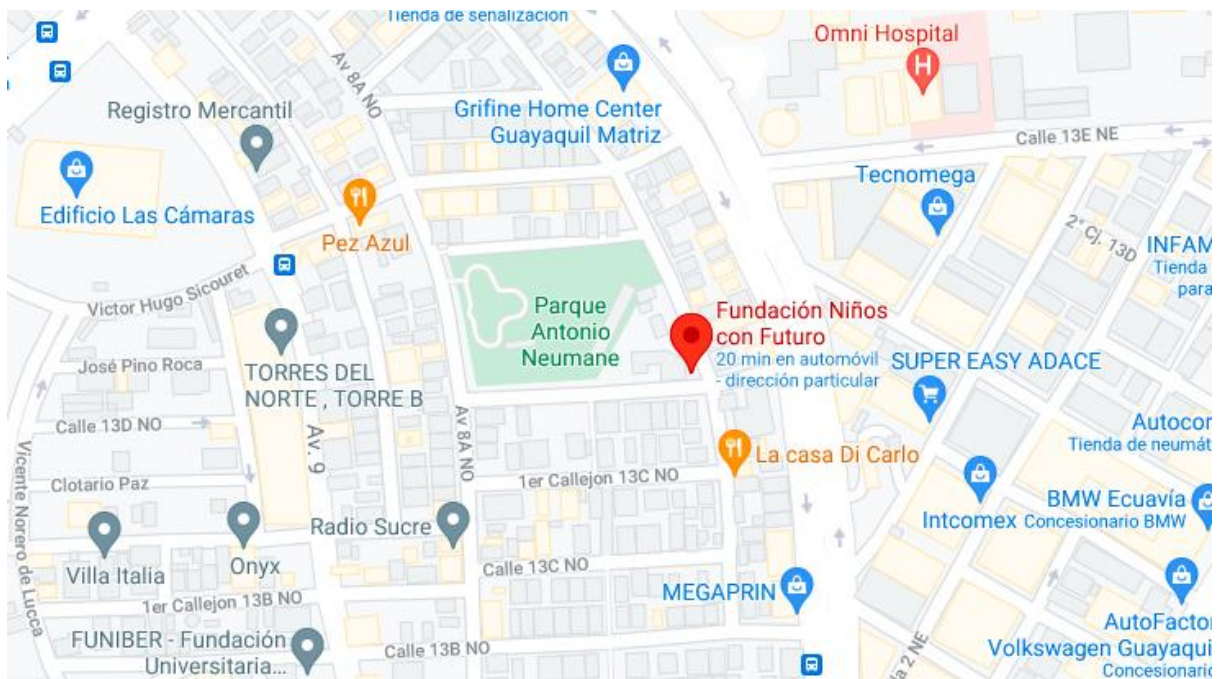 Tienda de señalización
Omni Hospital
Av 8A NO
Registro Mercantil
Grifine Home Center
Guayaquil Matriz
Calle 13E NE
Tecnomega
Edificio Las Cámaras
Pez Azul
2° Cj. 13D
INFAM
Tienda
para
Victor Hugo Sicouret
Parque
Antonio
Neumane
Fundación Niños
con Futuro
20 min en automóvil
- dirección particular
José Pino Roca
TORRES DEL
NORTE , TORRE B
SUPER EASY ADACE
Calle 13D NO
Av. 9
Av 8A NO
Autocor
Tienda de neumát
La casa Di Carlo
Vicente Norero de Lucca
Clotario Paz
1er Callejon 13C NO
BMW Ecuavía
Concesionario BMW
Intcomex
Radio Sucre
Villa Italia
Onyx
Calle 13C NO
MEGAPRIN
1er Callejon 13B NO
AutoFactor
Volkswagen Guayaqui
Concesionario
FUNIBER - Fundación
Universitaria...
Calle 13B NO
2 NE